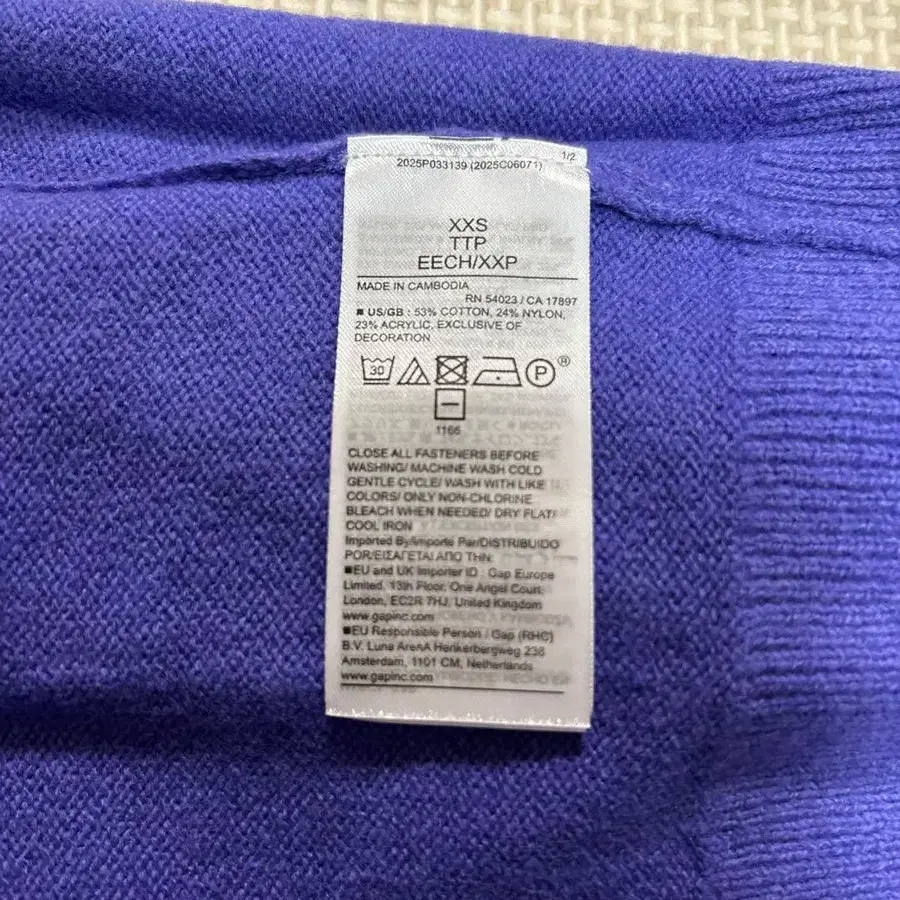 1/2
2025P033139 (2025C06071)
XXS
TTP
EECH/XXP
MADE IN CAMBODIA
RN 54023 / CA 17897
■ US/GB : 53% COTTON, 24% NYLON,
23% ACRYLIC, EXCLUSIVE OF
DECORATION
30 P ®
1166
CLOSE ALL FASTENERS BEFORE
WASHING/ MACHINE WASH COLD
GENTLE CYCLE/ WASH WITH LIKE
COLORS/ ONLY NON-CHLORINE
BLEACH WHEN NEEDED/ DRY FLAT/
COOL IRON
Imported By/Importe Par/DISTRIBUIDO
POR/ΕΙΣΑΓΕΤΑΙ ΑΠΟ ΤΗΝ:
■EU and UK Importer ID : Gap Europe
Limited, 13th Floor, One Angel Court,
London, EC2R 7HJ, United Kingdom
www.gapinc.com
■EU Responsible Person / Gap (RHC)
B.V. Luna ArenA Herikerbergweg 238
Amsterdam, 1101 CM, Netherlands
www.gapinc.com